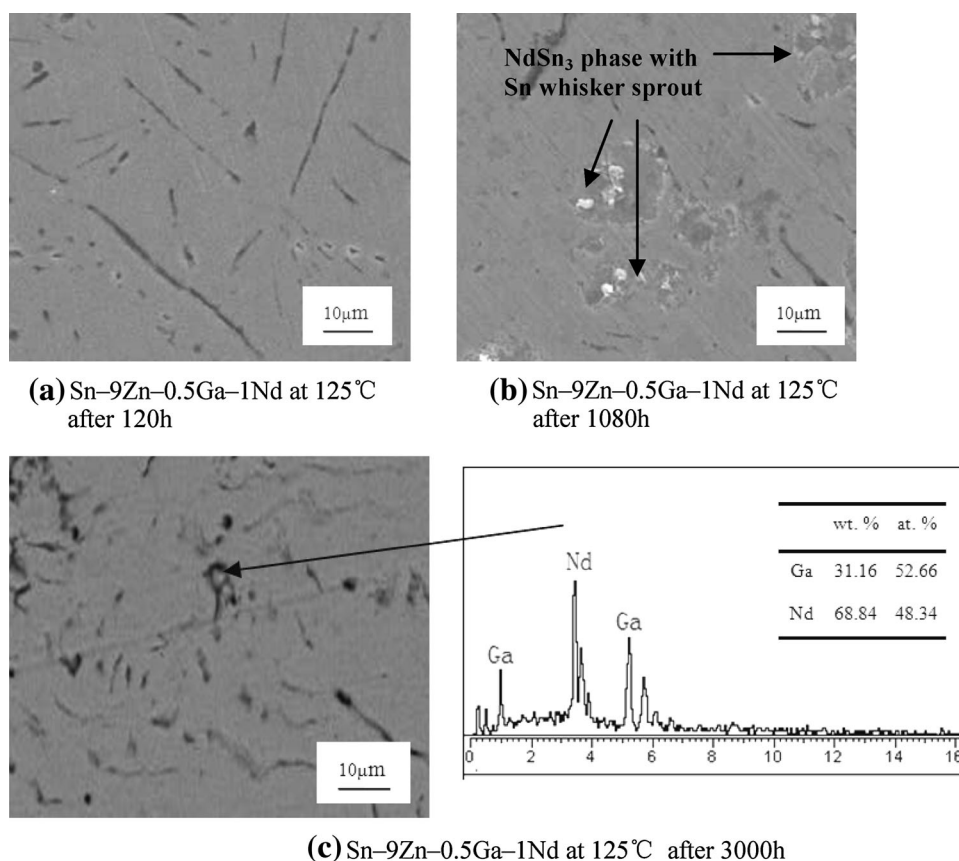 NdSn₃ phase with
Sn whisker sprout
10μm
10μm
(a) Sn–9Zn–0.5Ga–1Nd at 125℃
after 120h
(b) Sn–9Zn–0.5Ga–1Nd at 125℃
after 1080h
wt. % at. %
Ga 31.16 52.66
Nd 68.84 48.34
Nd
Ga
Ga
10μm
0 2 4 6 8 10 12 14 16
(c) Sn–9Zn–0.5Ga–1Nd at 125℃ after 3000h